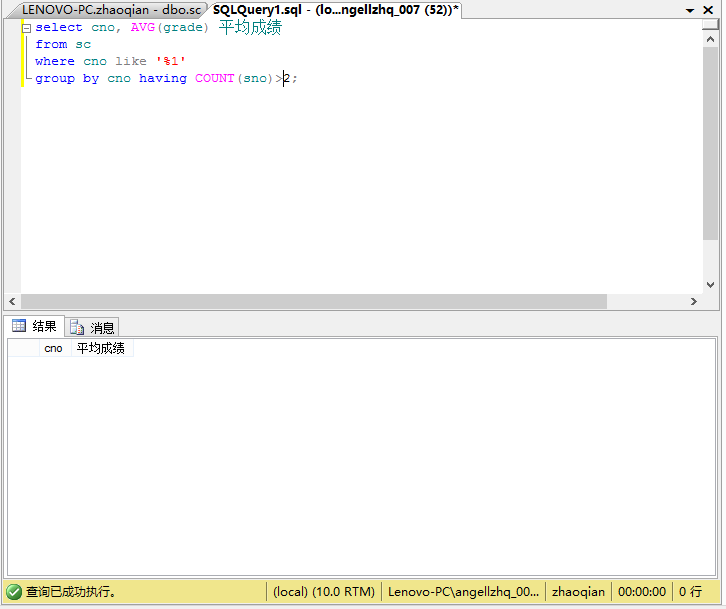 LENOVO-PC.zhaoqian - dbo.sc
SQLQuery1.sql - (lo...ngellzhq_007 (52))*
select cno, AVG(grade) 平均成绩
from sc
where cno like '%1'
group by cno having COUNT(sno)>2;
结果
消息
cno 平均成绩
查询已成功执行。
(local) (10.0 RTM)
Lenovo-PC\angellzhq_00...
zhaoqian
00:00:00
0 行